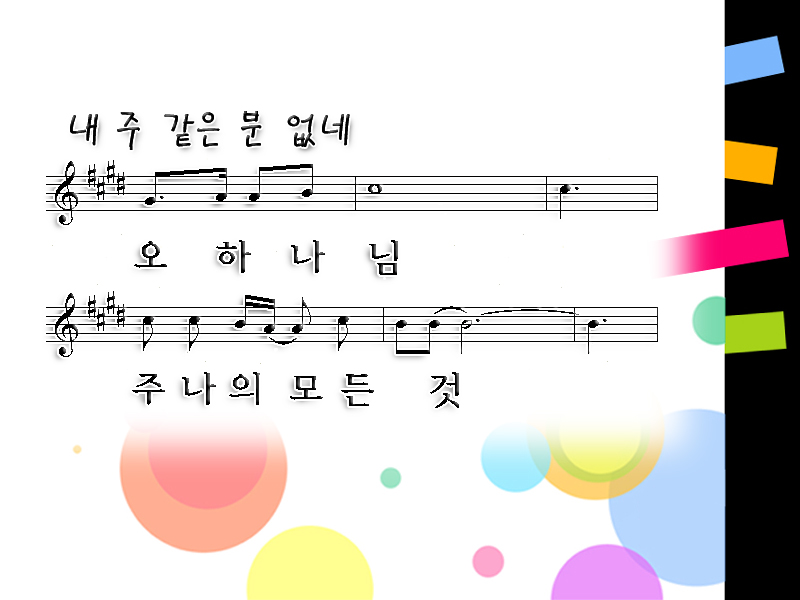 내 주 같은 분 없네
오 하 나 님
주 나 의 모 든 것